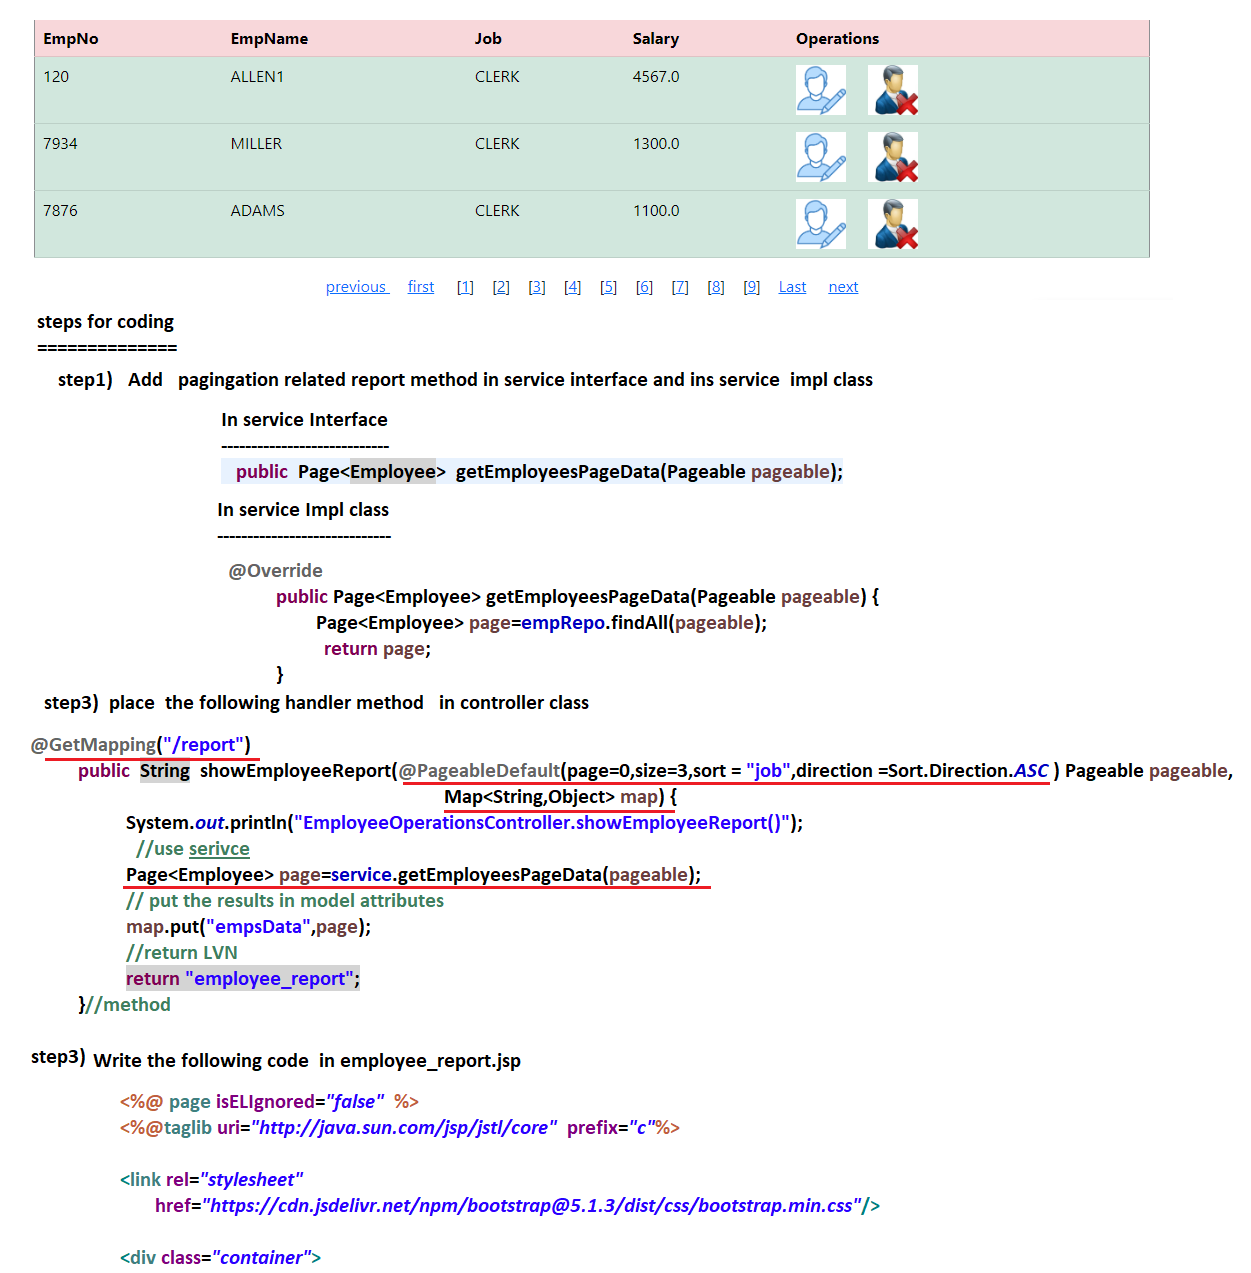 EmpNo EmpName Job Salary Operations
120 ALLEN1 CLERK 4567.0
7934 MILLER CLERK 1300.0
7876 ADAMS CLERK 1100.0
previous first [1] [2] [3] [4] [5] [6] [7] [8] [9] Last next
steps for coding
==============
step1) Add pagingation related report method in service interface and ins service impl class
In service Interface
----------------------------
public Page<Employee> getEmployeesPageData(Pageable pageable);
In service Impl class
-----------------------------
@Override
public Page<Employee> getEmployeesPageData(Pageable pageable) {
Page<Employee> page=empRepo.findAll(pageable);
return page;
}
step3) place the following handler method in controller class
@GetMapping("/report")
public String showEmployeeReport(@PageableDefault(page=0,size=3,sort = "job",direction =Sort.Direction.ASC ) Pageable pageable,
Map<String,Object> map) {
System.out.println("EmployeeOperationsController.showEmployeeReport()");
//use serivce
Page<Employee> page=service.getEmployeesPageData(pageable);
// put the results in model attributes
map.put("empsData",page);
//return LVN
return "employee_report";
}//method
step3) Write the following code in employee_report.jsp
<%@ page isELIgnored="false" %>
<%@taglib uri="http://java.sun.com/jsp/jstl/core" prefix="c"%>
<link rel="stylesheet"
href="https://cdn.jsdelivr.net/npm/bootstrap@5.1.3/dist/css/bootstrap.min.css"/>
<div class="container">